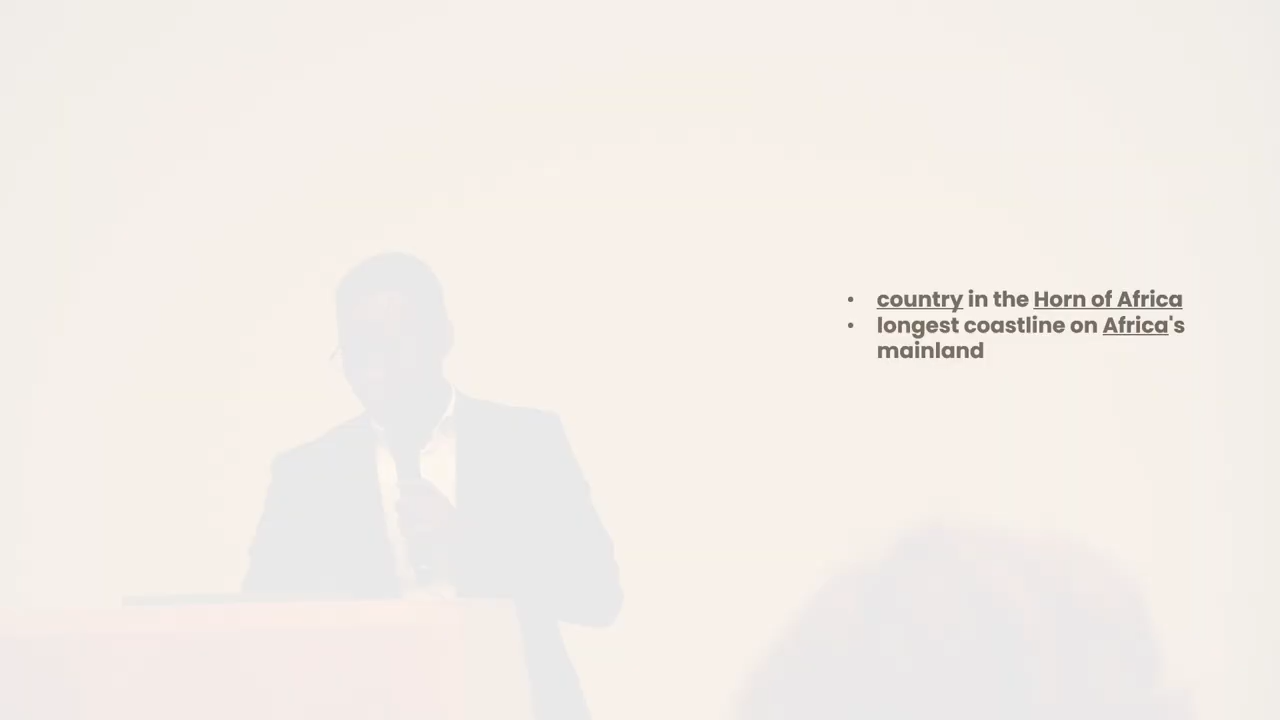 • country in the Horn of Africa
• longest coastline on Africa's
mainland